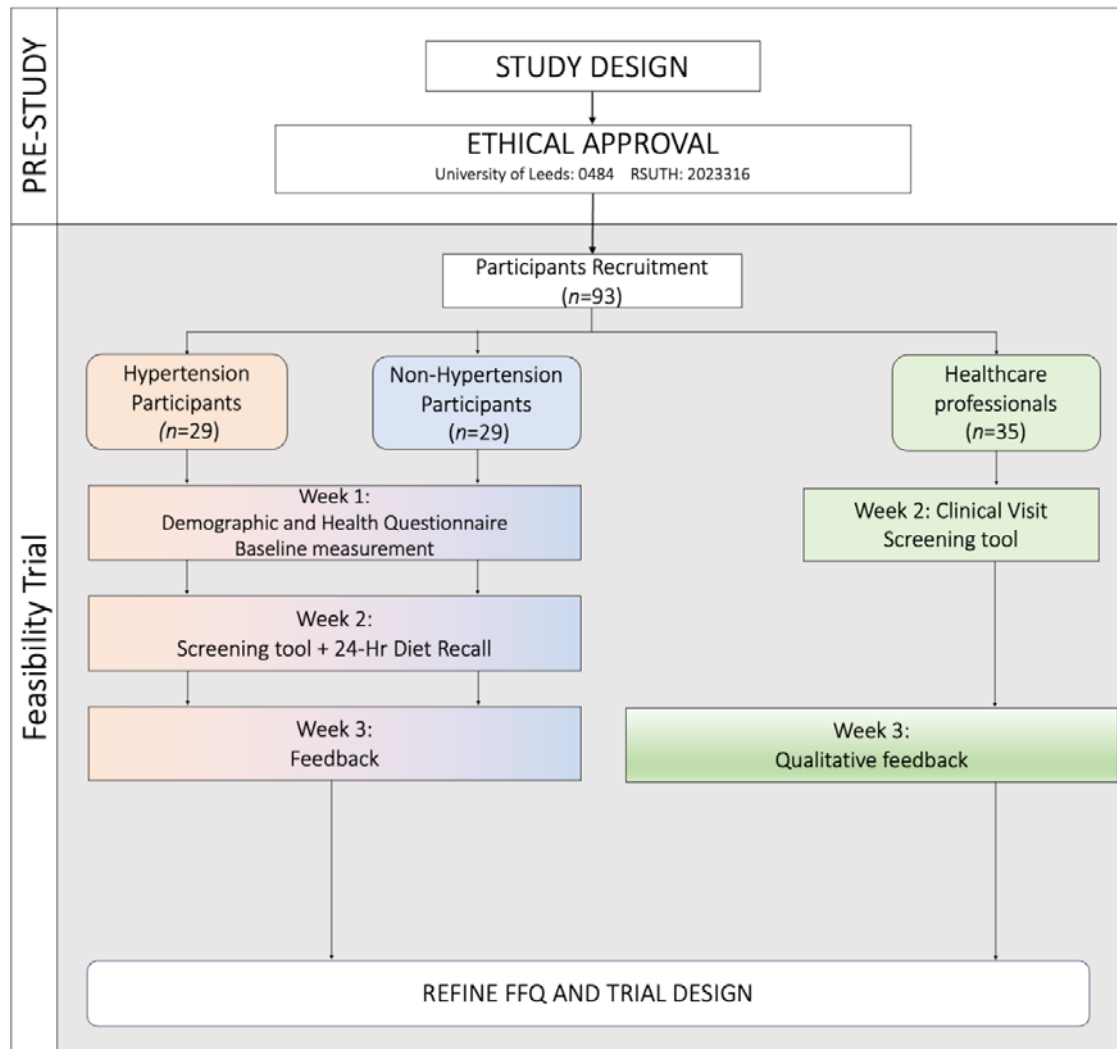 PRE-STUDY
STUDY DESIGN
ETHICAL APPROVAL
University of Leeds: 0484 RSUTH: 2023316
Feasibility Trial
Participants Recruitment
(n=93)
Hypertension
Participants
(n=29)
Non-Hypertension
Participants
(n=29)
Healthcare
professionals
(n=35)
Week 1:
Demographic and Health Questionnaire
Baseline measurement
Week 2: Clinical Visit
Screening tool
Week 2:
Screening tool + 24-Hr Diet Recall
Week 3:
Feedback
Week 3:
Qualitative feedback
REFINE FFQ AND TRIAL DESIGN